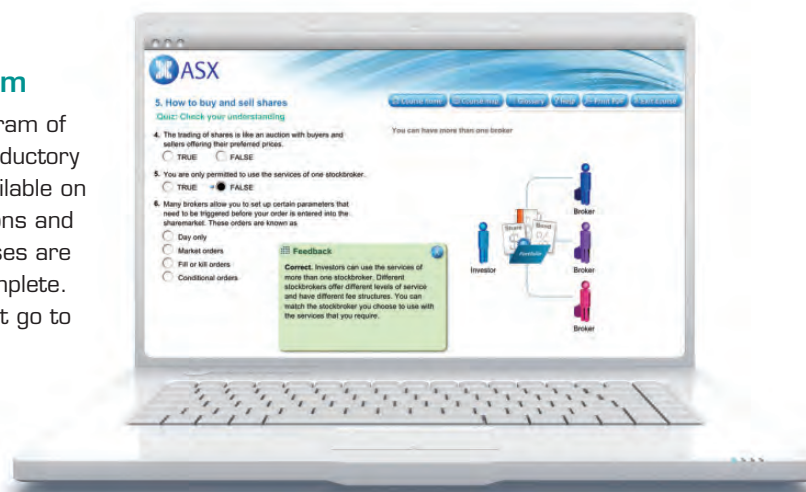 m
ram of
ductory
ilable on
ons and
ses are
nplete.
t go to
ASX
5. How to buy and sell shares
Quiz: Check your understanding
Course home
Course map
Glossary
? Help
Print PDF
Exit course
4. The trading of shares is like an auction with buyers and
sellers offering their preferred prices.
TRUE FALSE
5. You are only permitted to use the services of one stockbroker.
TRUE FALSE
6. Many brokers allow you to set up certain parameters that
need to be triggered before your order is entered into the
sharemarket. These orders are known as
Day only
Market orders
Fill or kill orders
Conditional orders
Feedback
Correct. Investors can use the services of
more than one stockbroker. Different
stockbrokers offer different levels of service
and have different fee structures. You can
match the stockbroker you choose to use with
the services that you require.
You can have more than one broker
Investor
Share
Bond
$
%
Portfolio
Broker
Broker
Broker